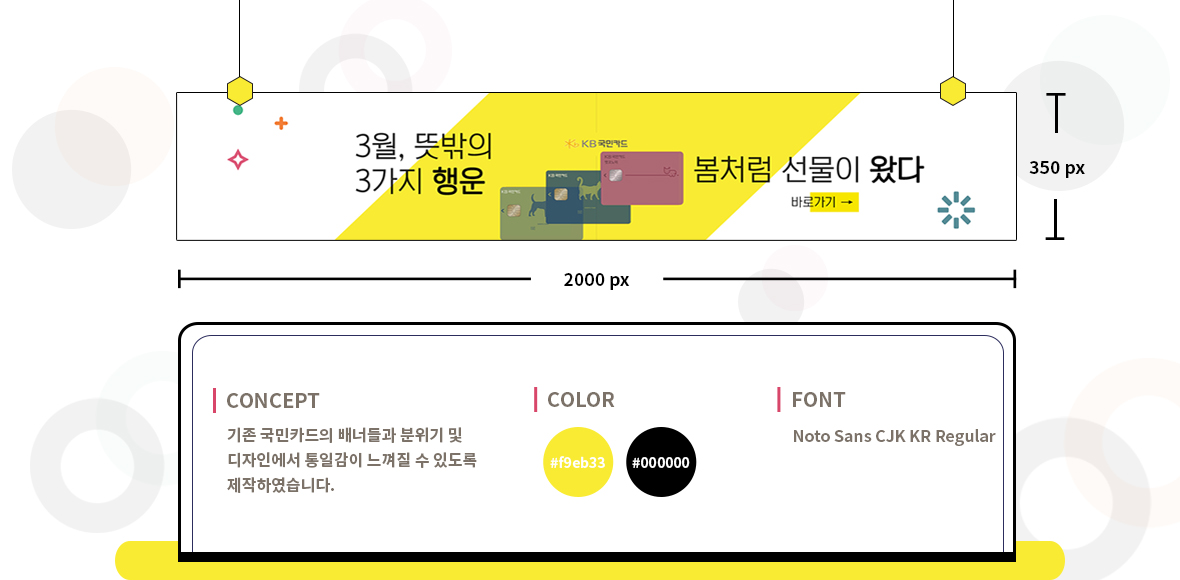 3월, 뜻밖의
3가지 행운
KB국민카드
봄처럼 선물이 왔다
바로가기 →
350 px
2000 px
CONCEPT
기존 국민카드의 배너들과 분위기 및
디자인에서 통일감이 느껴질 수 있도록
제작하였습니다.
COLOR
#f9eb33
#000000
FONT
Noto Sans CJK KR Regular